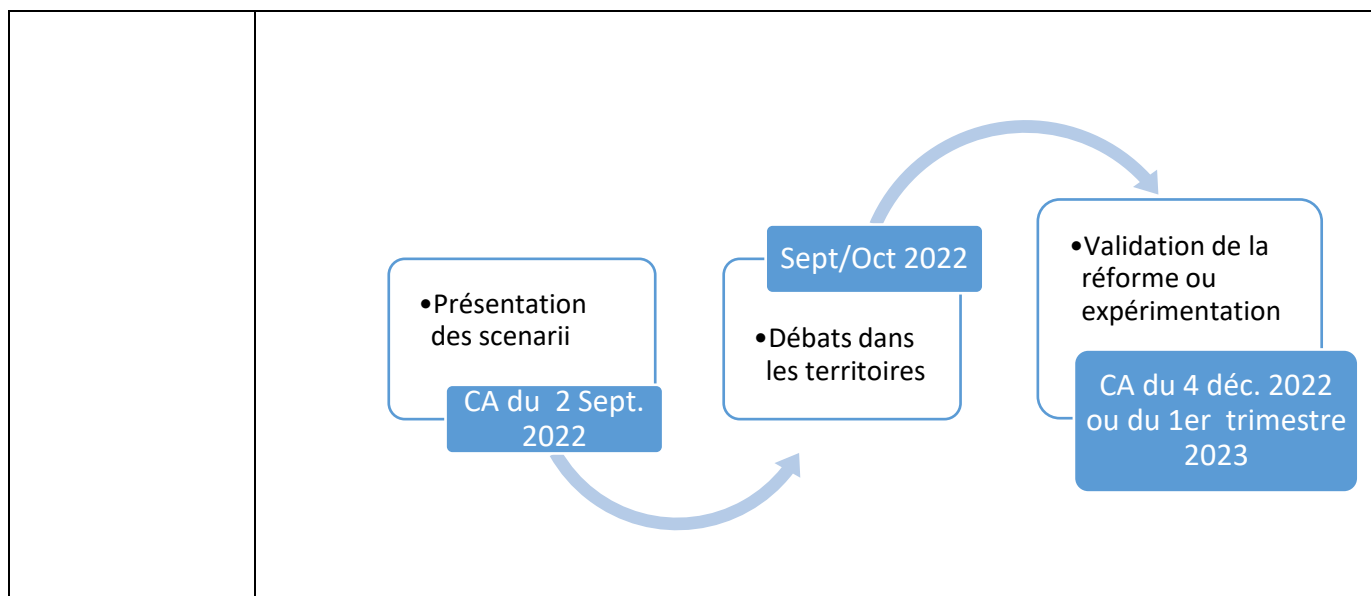 •Présentation
des scenarii
CA du 2 Sept.
2022
Sept/Oct 2022
•Débats dans
les territoires
•Validation de la
réforme ou
expérimentation
CA du 4 déc. 2022
ou du 1er trimestre
2023